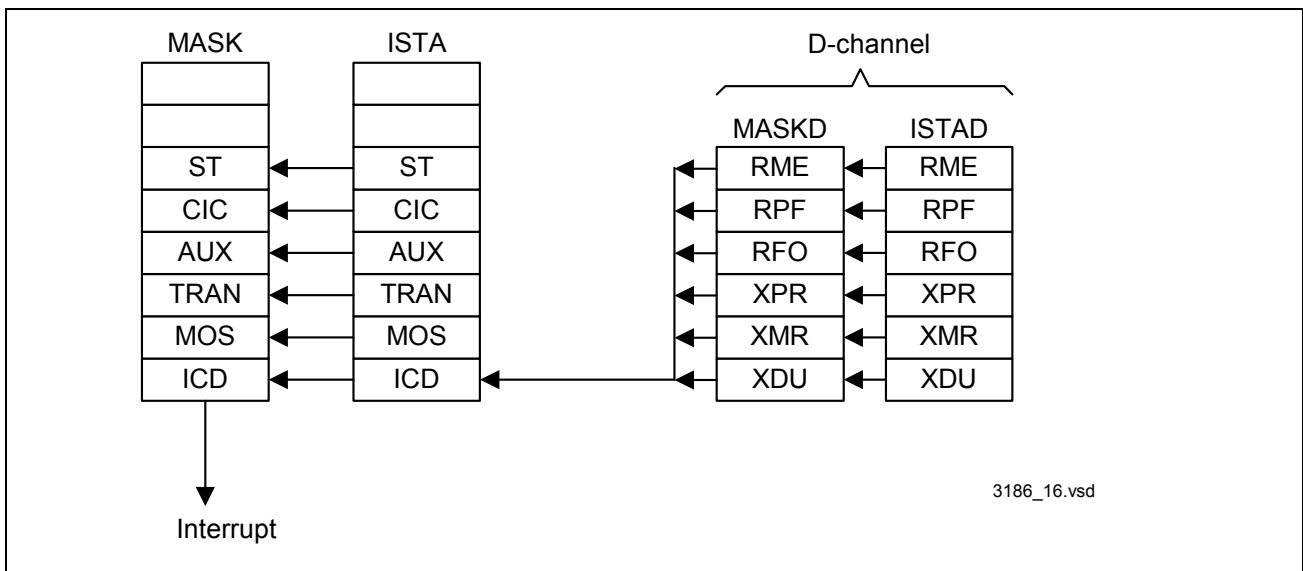 MASK ISTA D-channel
MASKD ISTAD
ST ST RME RME
CIC CIC RPF RPF
AUX AUX RFO RFO
TRAN TRAN XPR XPR
MOS MOS XMR XMR
ICD ICD XDU XDU
3186_16.vsd
Interrupt